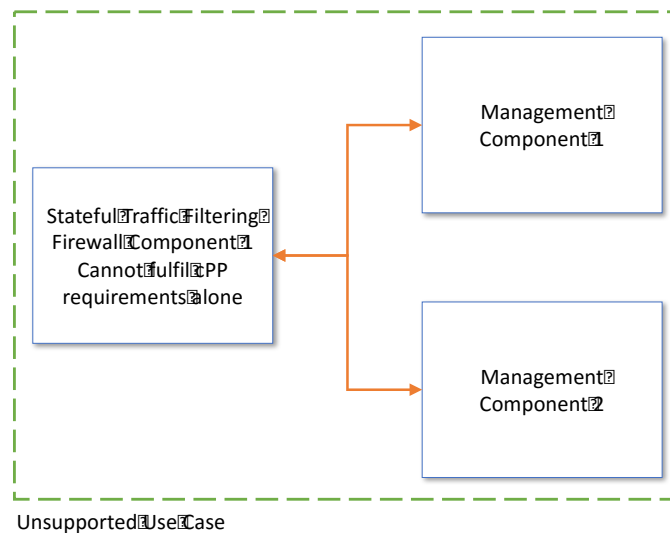 Stateful⍰Traffic⍰Filtering⍰
Firewall⍰Component⍰1
Cannot⍰fulfil⍰cPP
requirements⍰alone
Management⍰
Component⍰1
Management⍰
Component⍰2
Unsupported⍰Use⍰Case